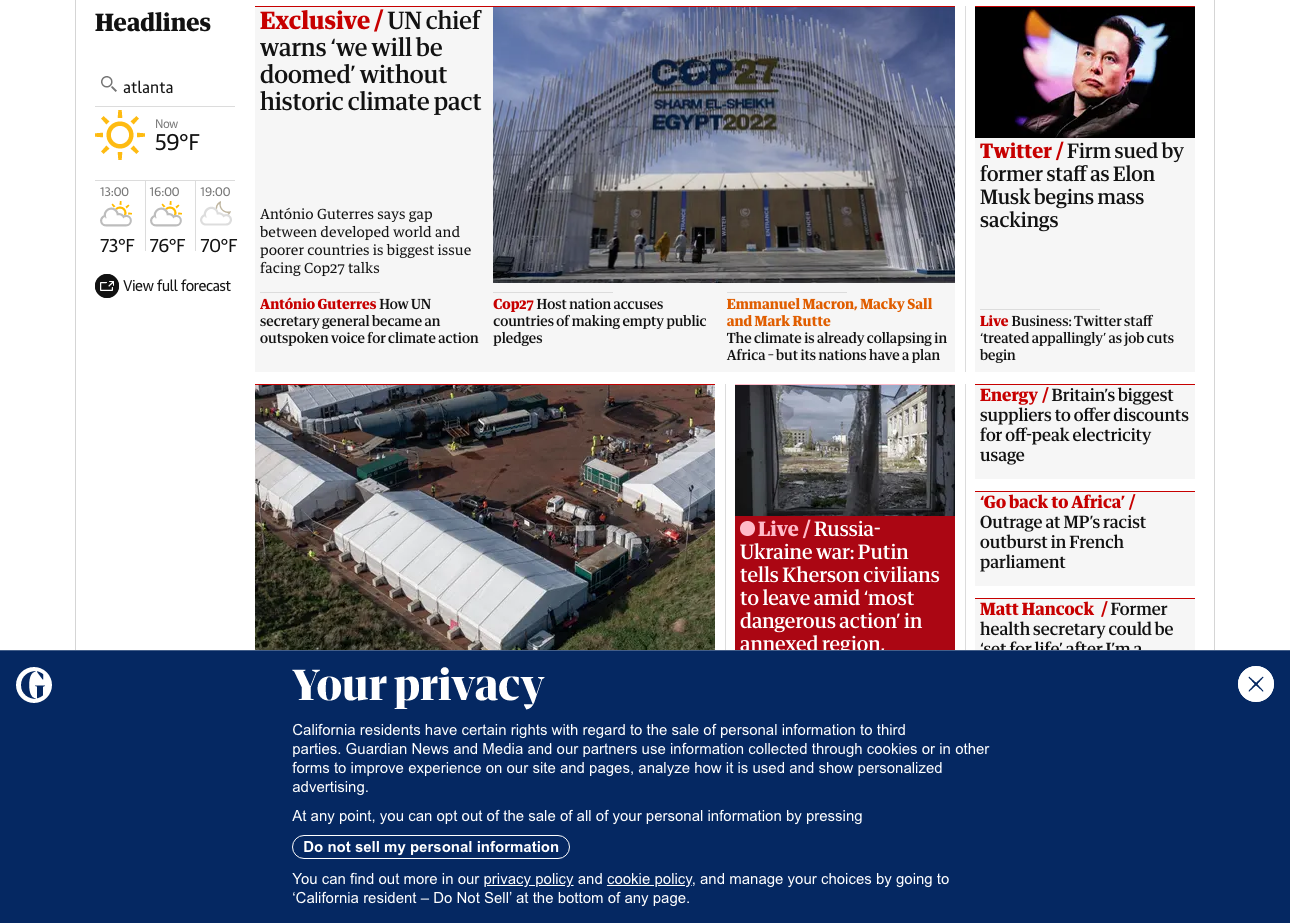 Headlines
atlanta
Now
59°F
13:00
16:00
19:00
73°F
76°F
70°F
View full forecast
Exclusive / UN chief
warns ‘we will be
doomed’ without
historic climate pact
António Guterres says gap
between developed world and
poorer countries is biggest issue
facing Cop27 talks
COP27
SHARM EL-SHEIKH
EGYPT2022
António Guterres How UN
secretary general became an
outspoken voice for climate action
Cop27 Host nation accuses
countries of making empty public
pledges
Emmanuel Macron, Macky Sall
and Mark Rutte
The climate is already collapsing in
Africa – but its nations have a plan
Twitter / Firm sued by
former staff as Elon
Musk begins mass
sackings
Live Business: Twitter staff
‘treated appallingly’ as job cuts
begin
Live / Russia-
Ukraine war: Putin
tells Kherson civilians
to leave amid ‘most
dangerous action’ in
annexed region,
Energy / Britain’s biggest
suppliers to offer discounts
for off-peak electricity
usage
‘Go back to Africa’ /
Outrage at MP’s racist
outburst in French
parliament
Matt Hancock / Former
health secretary could be
‘set for life’ after I’m a
Your privacy
California residents have certain rights with regard to the sale of personal information to third
parties. Guardian News and Media and our partners use information collected through cookies or in other
forms to improve experience on our site and pages, analyze how it is used and show personalized
advertising.
At any point, you can opt out of the sale of all of your personal information by pressing
Do not sell my personal information
You can find out more in our privacy policy and cookie policy, and manage your choices by going to
‘California resident – Do Not Sell’ at the bottom of any page.